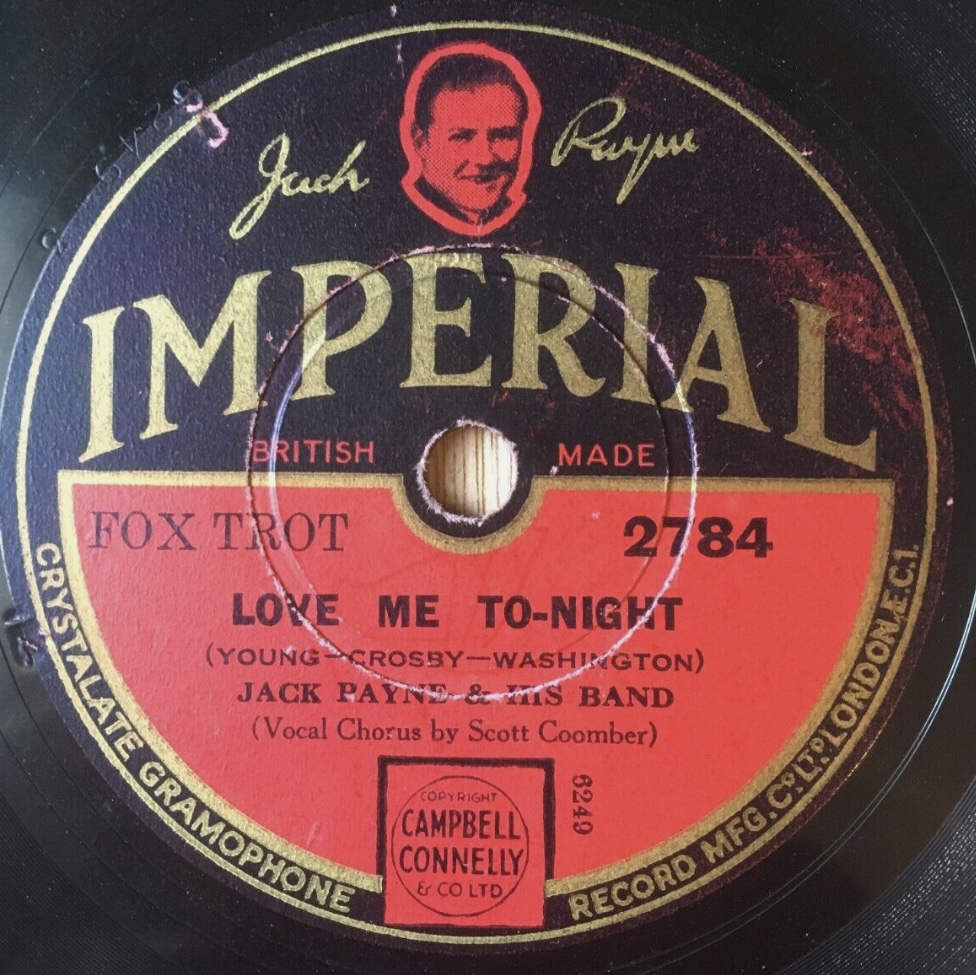 Jack Payne
IMPERIAL
BRITISH MADE
FOX TROT 2784
LOVE ME TO-NIGHT
(YOUNG—CROSBY—WASHINGTON)
JACK PAYNE & HIS BAND
(Vocal Chorus by Scott Coomber)
6249
COPYRIGHT
CAMPBELL
CONNELLY
& CO LTD
CRYSTALATE GRAMOPHONE RECORD MFG. CO. LTD. LONDON. E.C.1.